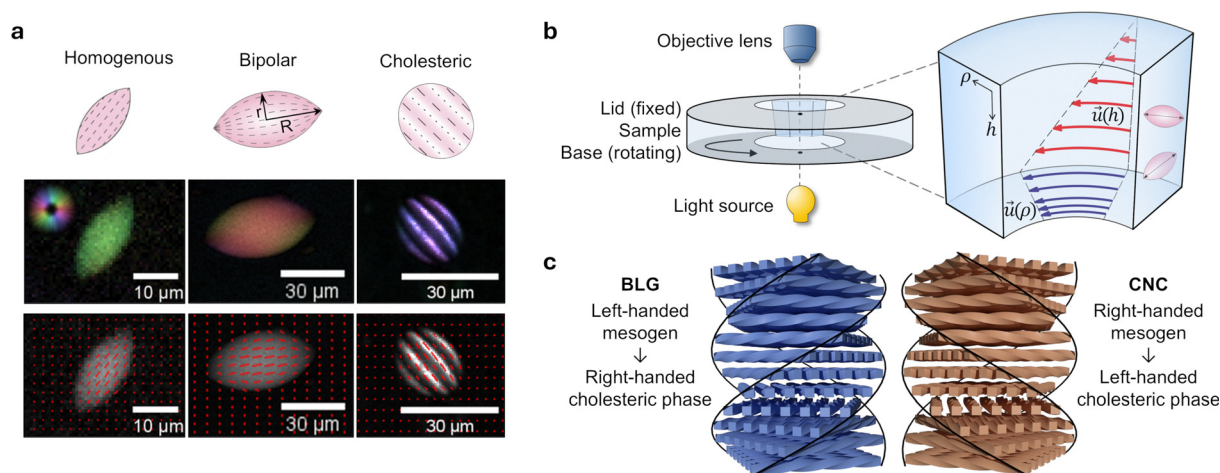 a
Homogenous
Bipolar
Cholesteric
r
R
10 µm
30 µm
30 µm
10 µm
30 µm
30 µm
b
Objective lens
Lid (fixed)
Sample
Base (rotating)
Light source
ρ
h
u⃗(h)
u⃗(ρ)
c
BLG
Left-handed
mesogen
↓
Right-handed
cholesteric phase
CNC
Right-handed
mesogen
↓
Left-handed
cholesteric phase